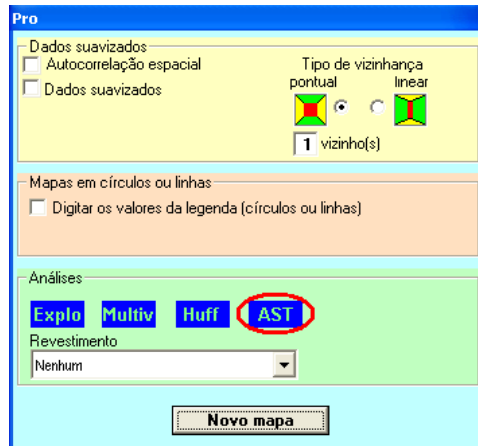 Pro
Dados suavizados
Autocorrelação espacial
Tipo de vizinhança
Dados suavizados
pontual
linear
1 vizinho(s)
Mapas em círculos ou linhas
Digitar os valores da legenda (círculos ou linhas)
Análises
Explo Multiv Huff AST
Revestimento
Nenhum
Novo mapa